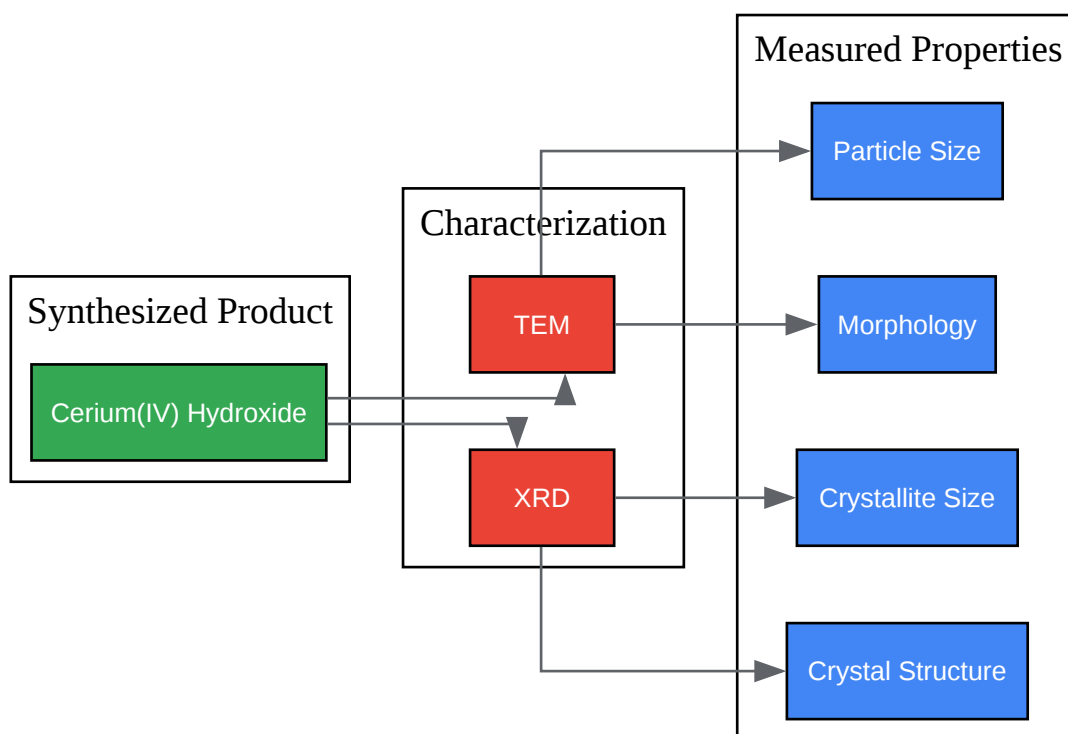 Synthesized Product
Cerium(IV) Hydroxide
Characterization
TEM
XRD
Measured Properties
Particle Size
Morphology
Crystallite Size
Crystal Structure